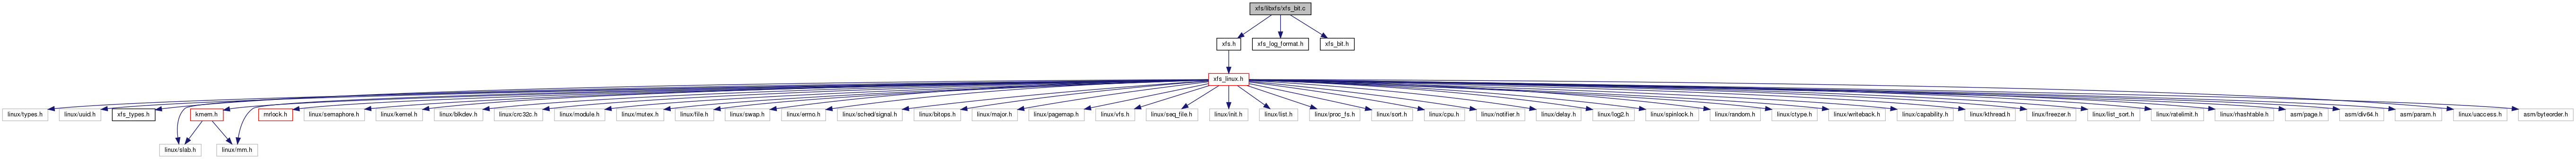 xfs/libxfs/xfs_bit.c
xfs.h
xfs_log_format.h
xfs_bit.h
xfs_linux.h
linux/types.h
linux/uuid.h
xfs_types.h
kmem.h
mrlock.h
linux/semaphore.h
linux/kernel.h
linux/blkdev.h
linux/crc32c.h
linux/module.h
linux/mutex.h
linux/file.h
linux/swap.h
linux/errno.h
linux/sched/signal.h
linux/bitops.h
linux/major.h
linux/pagemap.h
linux/vfs.h
linux/seq_file.h
linux/init.h
linux/list.h
linux/proc_fs.h
linux/sort.h
linux/cpu.h
linux/notifier.h
linux/delay.h
linux/log2.h
linux/spinlock.h
linux/random.h
linux/ctype.h
linux/writeback.h
linux/capability.h
linux/kthread.h
linux/freezer.h
linux/list_sort.h
linux/ratelimit.h
linux/rhashtable.h
asm/page.h
asm/div64.h
asm/param.h
linux/uaccess.h
asm/byteorder.h
linux/slab.h
linux/mm.h